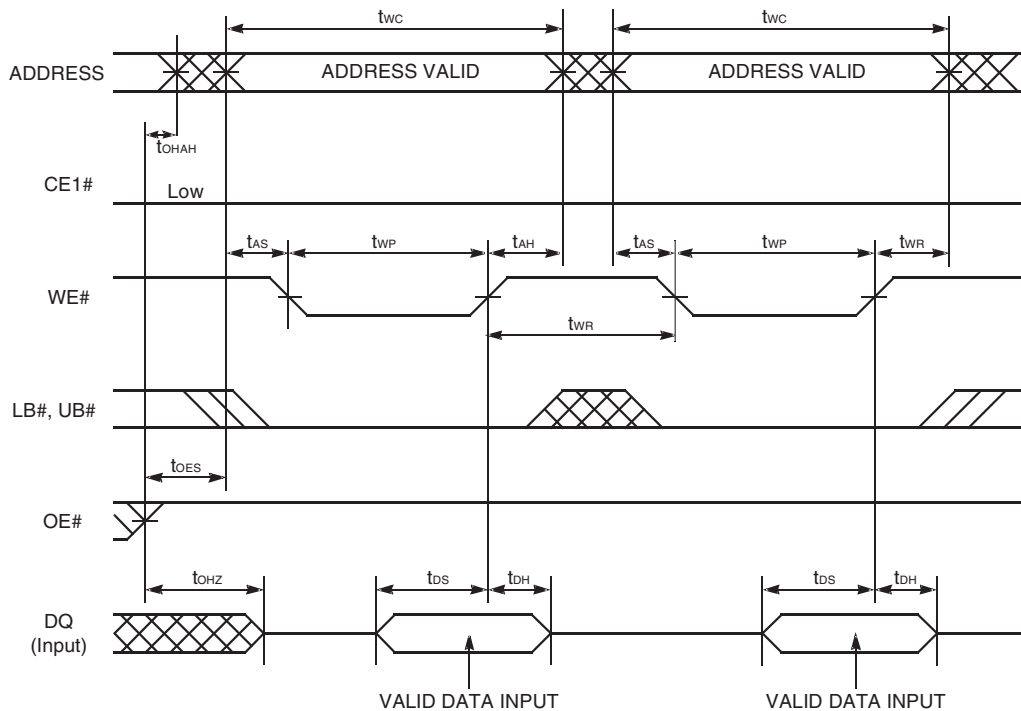 tWC tWC
ADDRESS ADDRESS VALID ADDRESS VALID
tOHAH
CE1# Low
tAS tWP tAH tAS tWP tWR
WE#
tWR
LB#, UB#
tOES
OE#
tOHZ tDS tDH tDS tDH
DQ
(Input)
VALID DATA INPUT VALID DATA INPUT